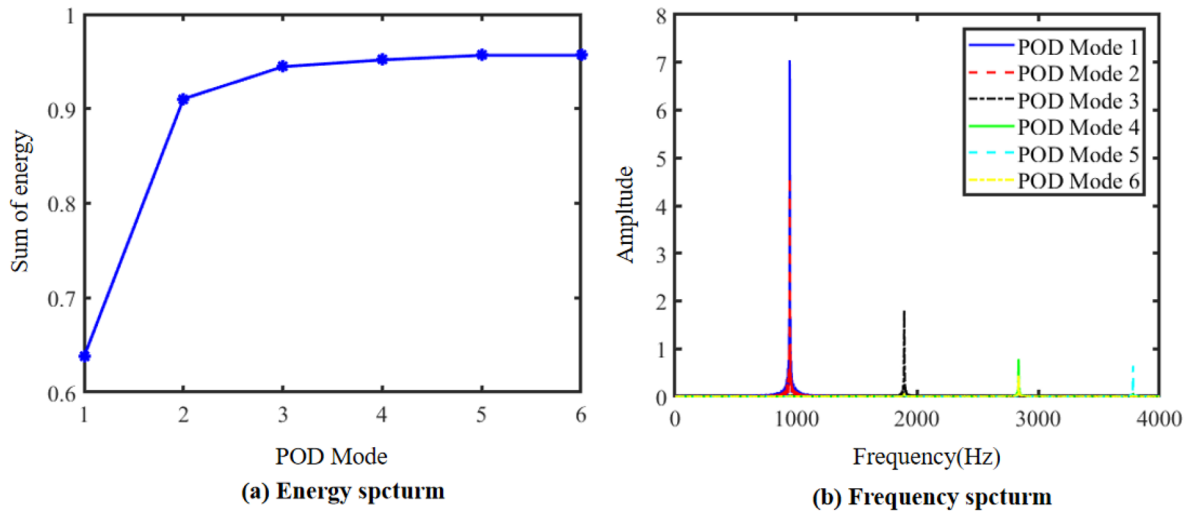 1
0.9
0.8
0.7
0.6
Sum of energy
1 2 3 4 5 6
POD Mode
(a) Energy spcturm
8
7
6
5
4
3
2
1
0
Ampltude
POD Mode 1
POD Mode 2
POD Mode 3
POD Mode 4
POD Mode 5
POD Mode 6
0 1000 2000 3000 4000
Frequency(Hz)
(b) Frequency spcturm